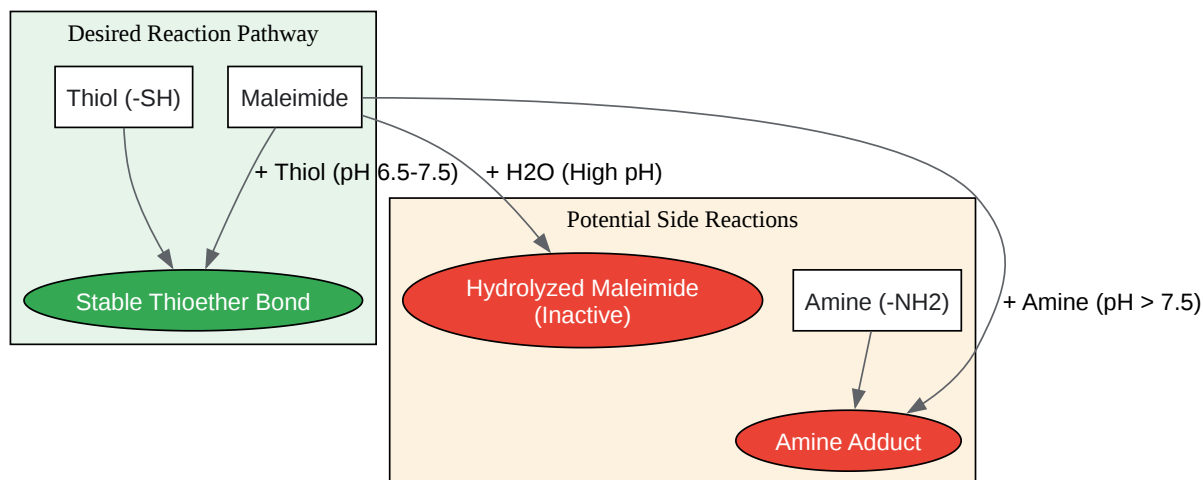 Desired Reaction Pathway
Thiol (-SH)
Maleimide
+ Thiol (pH 6.5-7.5)
+ H2O (High pH)
Stable Thioether Bond
Potential Side Reactions
Hydrolyzed Maleimide
(Inactive)
Amine (-NH2)
+ Amine (pH > 7.5)
Amine Adduct